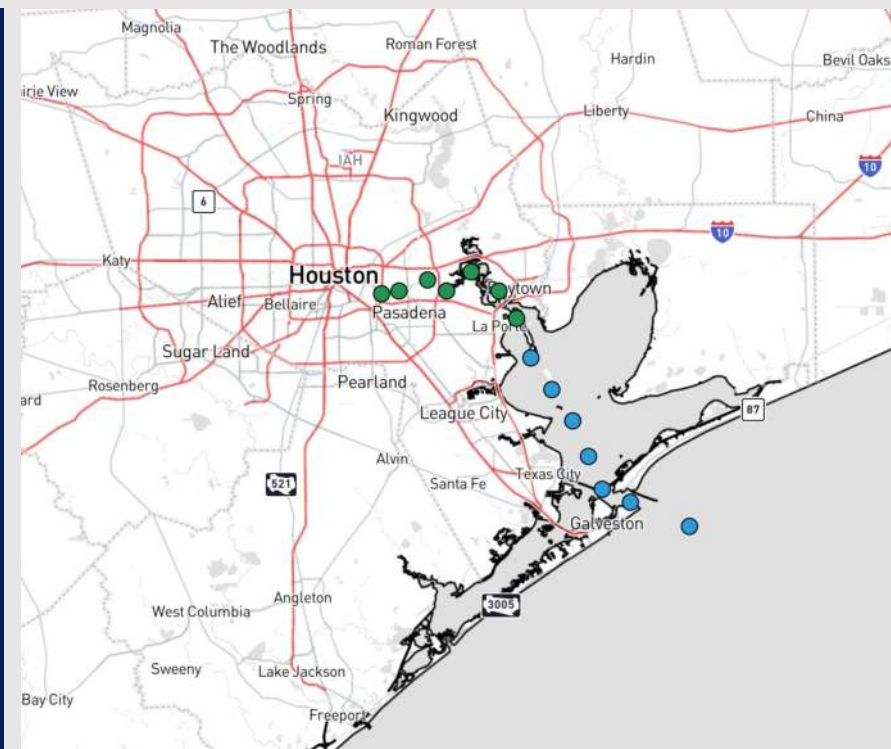 Magnolia
The Woodlands
Roman Forest
Hardin
Bevil Oaks
irie View
Spring
Kingwood
Liberty
China
IAH
10
6
10
Katy
Houston
Baytown
Alief
Bellaire
Pasadena
La Porte
Sugar Land
Rosenberg
Pearland
ard
League City
87
Alvin
Texas City
Santa Fe
521
Galveston
Angleton
3005
West Columbia
Sweeny
Lake Jackson
Bay City
Freeport